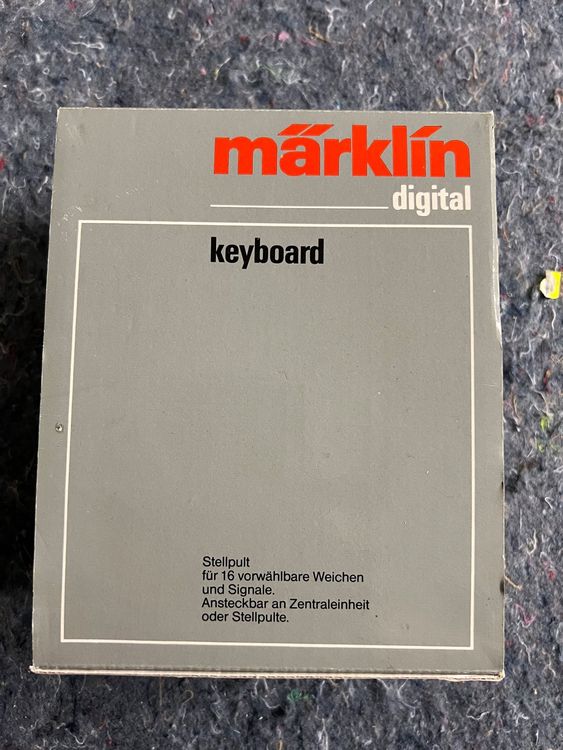 märklin
digital
keyboard
Stellpult
für 16 vorwählbare Weichen
und Signale.
Ansteckbar an Zentraleinheit
oder Stellpulte.